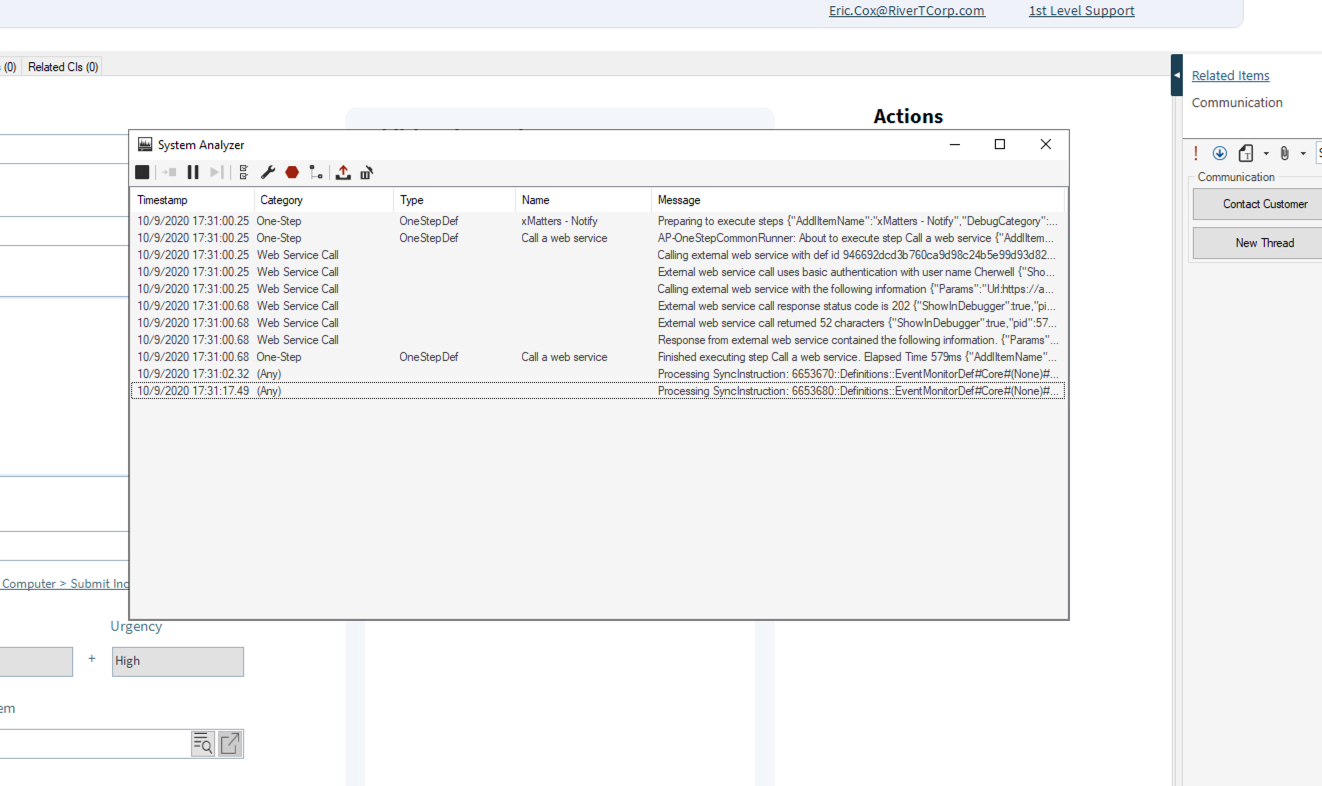 Eric.Cox@RiverTCorp.com 1st Level Support
(0) Related CIs (0)
Related Items
Communication
Actions
System Analyzer
Timestamp Category Type Name Message
10/9/2020 17:31:00.25 One-Step OneStepDef xMatters - Notify Preparing to execute steps {"AddlItemName":"xMatters - Notify","DebugCategory":...
10/9/2020 17:31:00.25 One-Step OneStepDef Call a web service AP-OneStepCommonRunner: About to execute step Call a web service {"AddlItem...
10/9/2020 17:31:00.25 Web Service Call Calling external web service with def id 946692dcd3b760ca9d98c24b5e99d93d82...
10/9/2020 17:31:00.25 Web Service Call External web service call uses basic authentication with user name Cherwell {"Sho...
10/9/2020 17:31:00.25 Web Service Call Calling external web service with the following information {"Params":"Url:https://a...
10/9/2020 17:31:00.68 Web Service Call External web service call response status code is 202 {"ShowInDebugger":true,"pi...
10/9/2020 17:31:00.68 Web Service Call External web service call returned 52 characters {"ShowInDebugger":true,"pid":57...
10/9/2020 17:31:00.68 Web Service Call Response from external web service contained the following information. {"Params"...
10/9/2020 17:31:00.68 One-Step OneStepDef Call a web service Finished executing step Call a web service. Elapsed Time 579ms {"AddlItemName"...
10/9/2020 17:31:02.32 (Any) Processing SyncInstruction: 6653670::Definitions::EventMonitorDef#Core#(None)#...
10/9/2020 17:31:17.49 (Any) Processing SyncInstruction: 6653680::Definitions::EventMonitorDef#Core#(None)#...
Communication
Contact Customer
New Thread
Computer > Submit Inc
Urgency
+ High
em